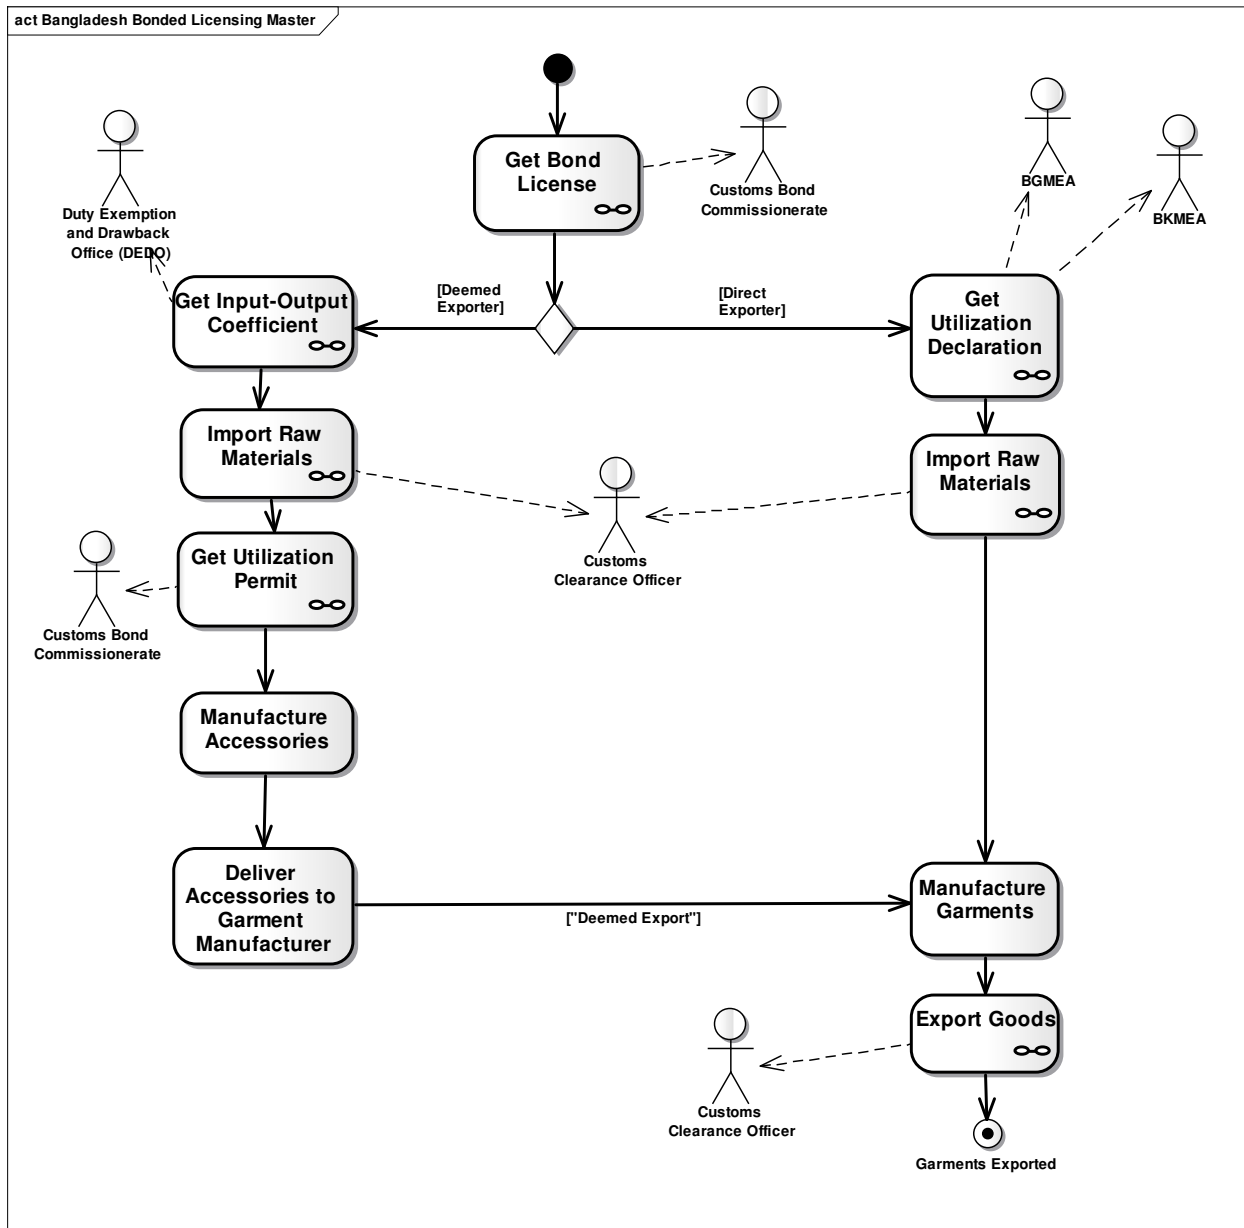 act Bangladesh Bonded Licensing Master
Get Bond
License
Customs Bond
Commissionerate
BGMEA
BKMEA
Duty Exemption
and Drawback
Office (DEDO)
[Deemed
Exporter]
[Direct
Exporter]
Get Input-Output
Coefficient
Get
Utilization
Declaration
Import Raw
Materials
Import Raw
Materials
Customs
Clearance Officer
Get Utilization
Permit
Customs Bond
Commissionerate
Manufacture
Accessories
Deliver
Accessories to
Garment
Manufacturer
["Deemed Export"]
Manufacture
Garments
Export Goods
Customs
Clearance Officer
Garments Exported